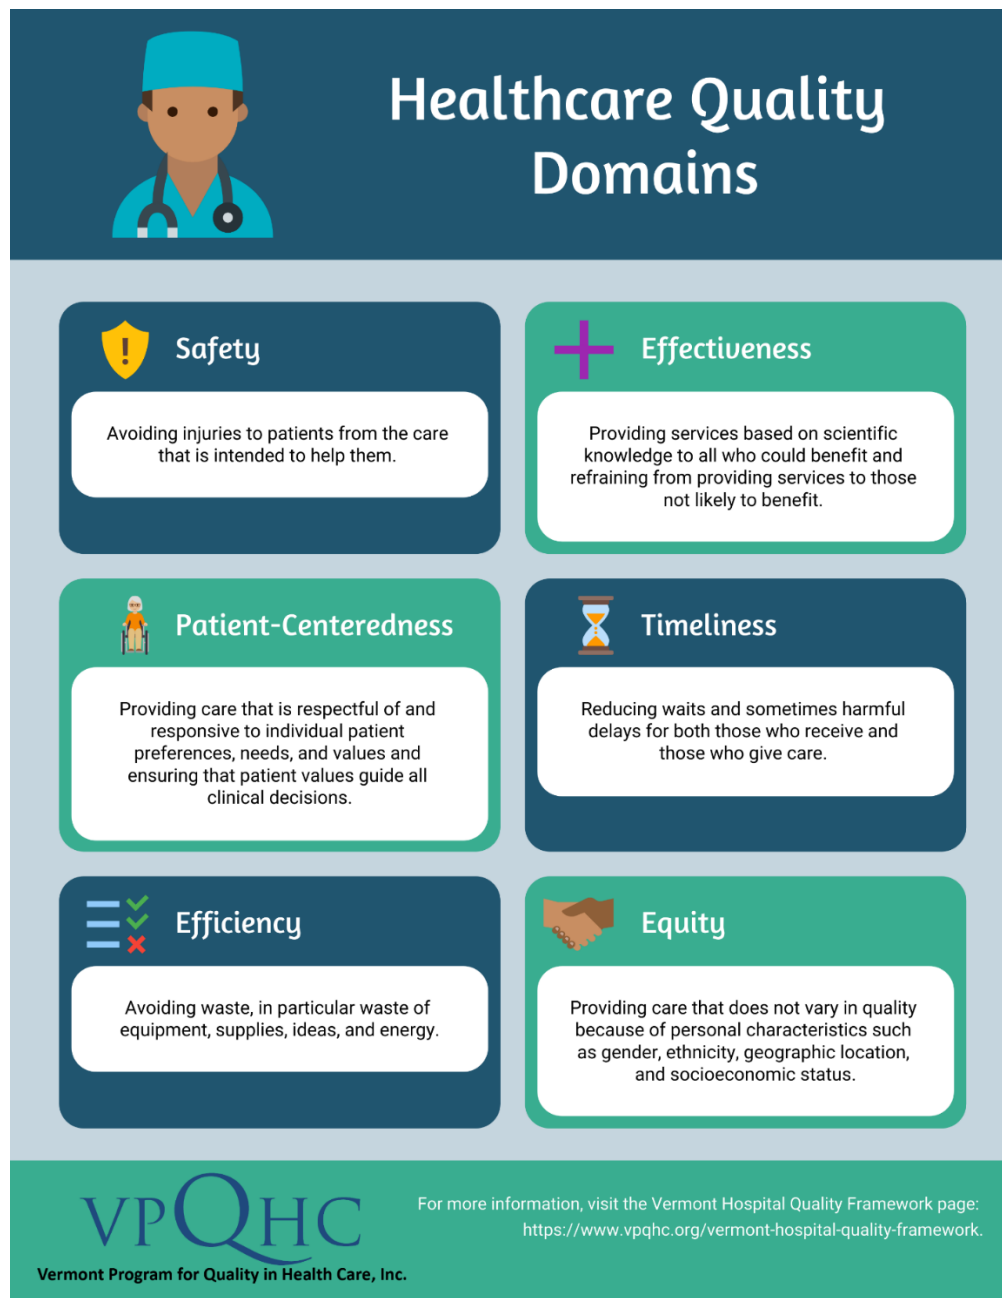 Healthcare Quality
Domains
Safety
Avoiding injuries to patients from the care
that is intended to help them.
Effectiveness
Providing services based on scientific
knowledge to all who could benefit and
refraining from providing services to those
not likely to benefit.
Patient-Centeredness
Providing care that is respectful of and
responsive to individual patient
preferences, needs, and values and
ensuring that patient values guide all
clinical decisions.
Timeliness
Reducing waits and sometimes harmful
delays for both those who receive and
those who give care.
Efficiency
Avoiding waste, in particular waste of
equipment, supplies, ideas, and energy.
Equity
Providing care that does not vary in quality
because of personal characteristics such
as gender, ethnicity, geographic location,
and socioeconomic status.
VPQHC
Vermont Program for Quality in Health Care, Inc.
For more information, visit the Vermont Hospital Quality Framework page:
https://www.vpqhc.org/vermont-hospital-quality-framework.